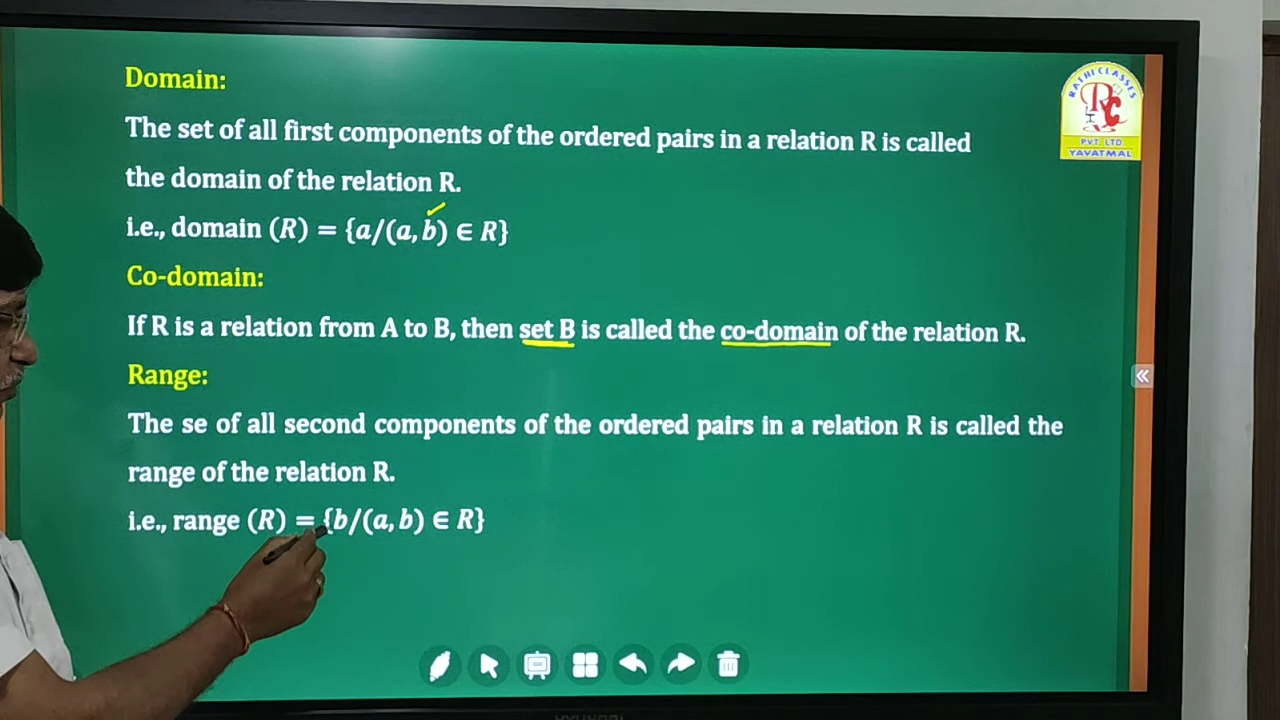 Domain:
The set of all first components of the ordered pairs in a relation R is called
the domain of the relation R.
i.e., domain (R) = {a/(a, b) ∈ R}
Co-domain:
If R is a relation from A to B, then set B is called the co-domain of the relation R.
Range:
The se of all second components of the ordered pairs in a relation R is called the
range of the relation R.
i.e., range (R) = {b/(a, b) ∈ R}
RATHI CLASSES
PVT. LTD
YAVATMAL